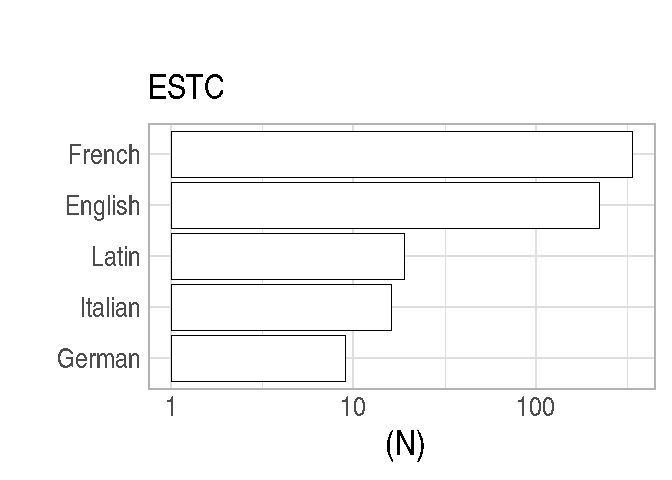 ESTC
French
English
Latin
Italian
German
1 10 100
(N)